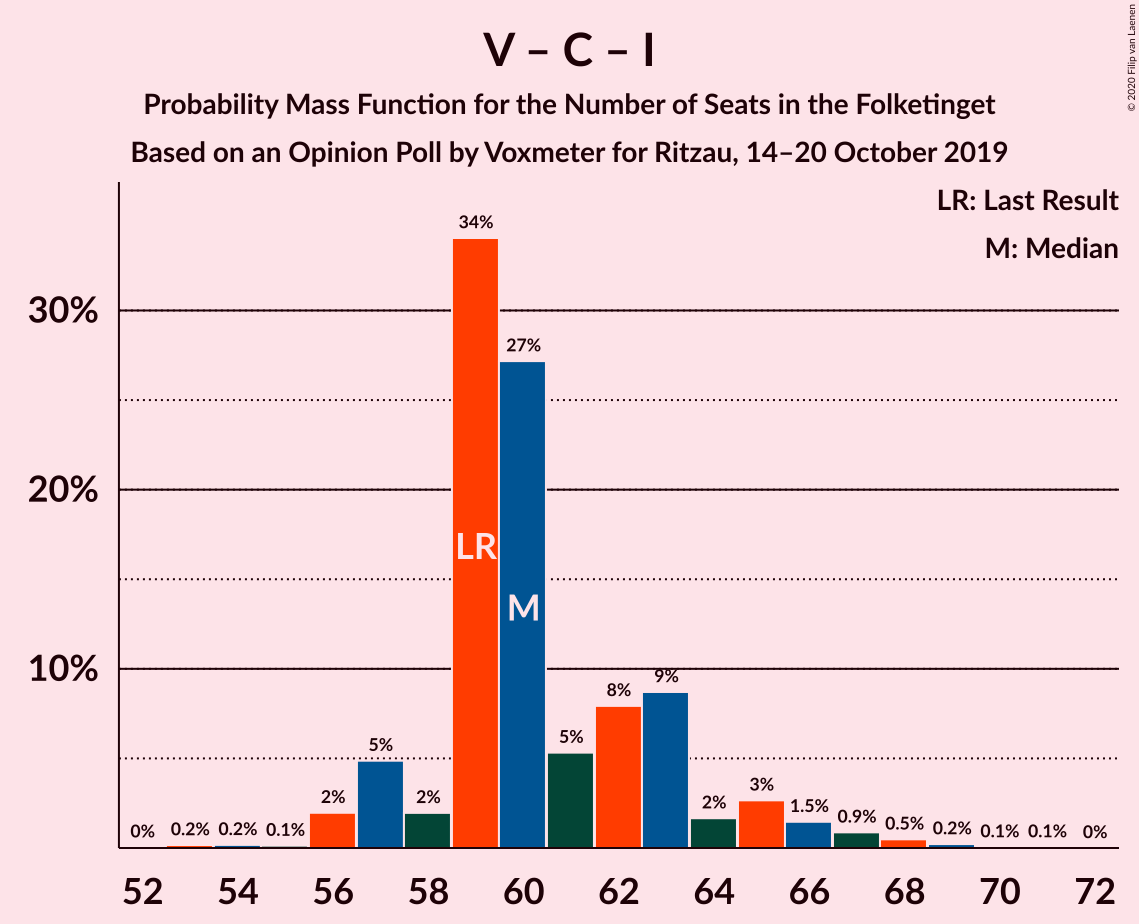 V – C – I
Probability Mass Function for the Number of Seats in the Folketinget
Based on an Opinion Poll by Voxmeter for Ritzau, 14–20 October 2019
© 2020 Filip van Laenen
LR: Last Result
M: Median
30%
20%
10%
0%
0.2%
0.2%
0.1%
2%
5%
2%
34%
27%
5%
8%
9%
2%
3%
1.5%
0.9%
0.5%
0.2%
0.1%
0.1%
0%
LR
M
52 54 56 58 60 62 64 66 68 70 72